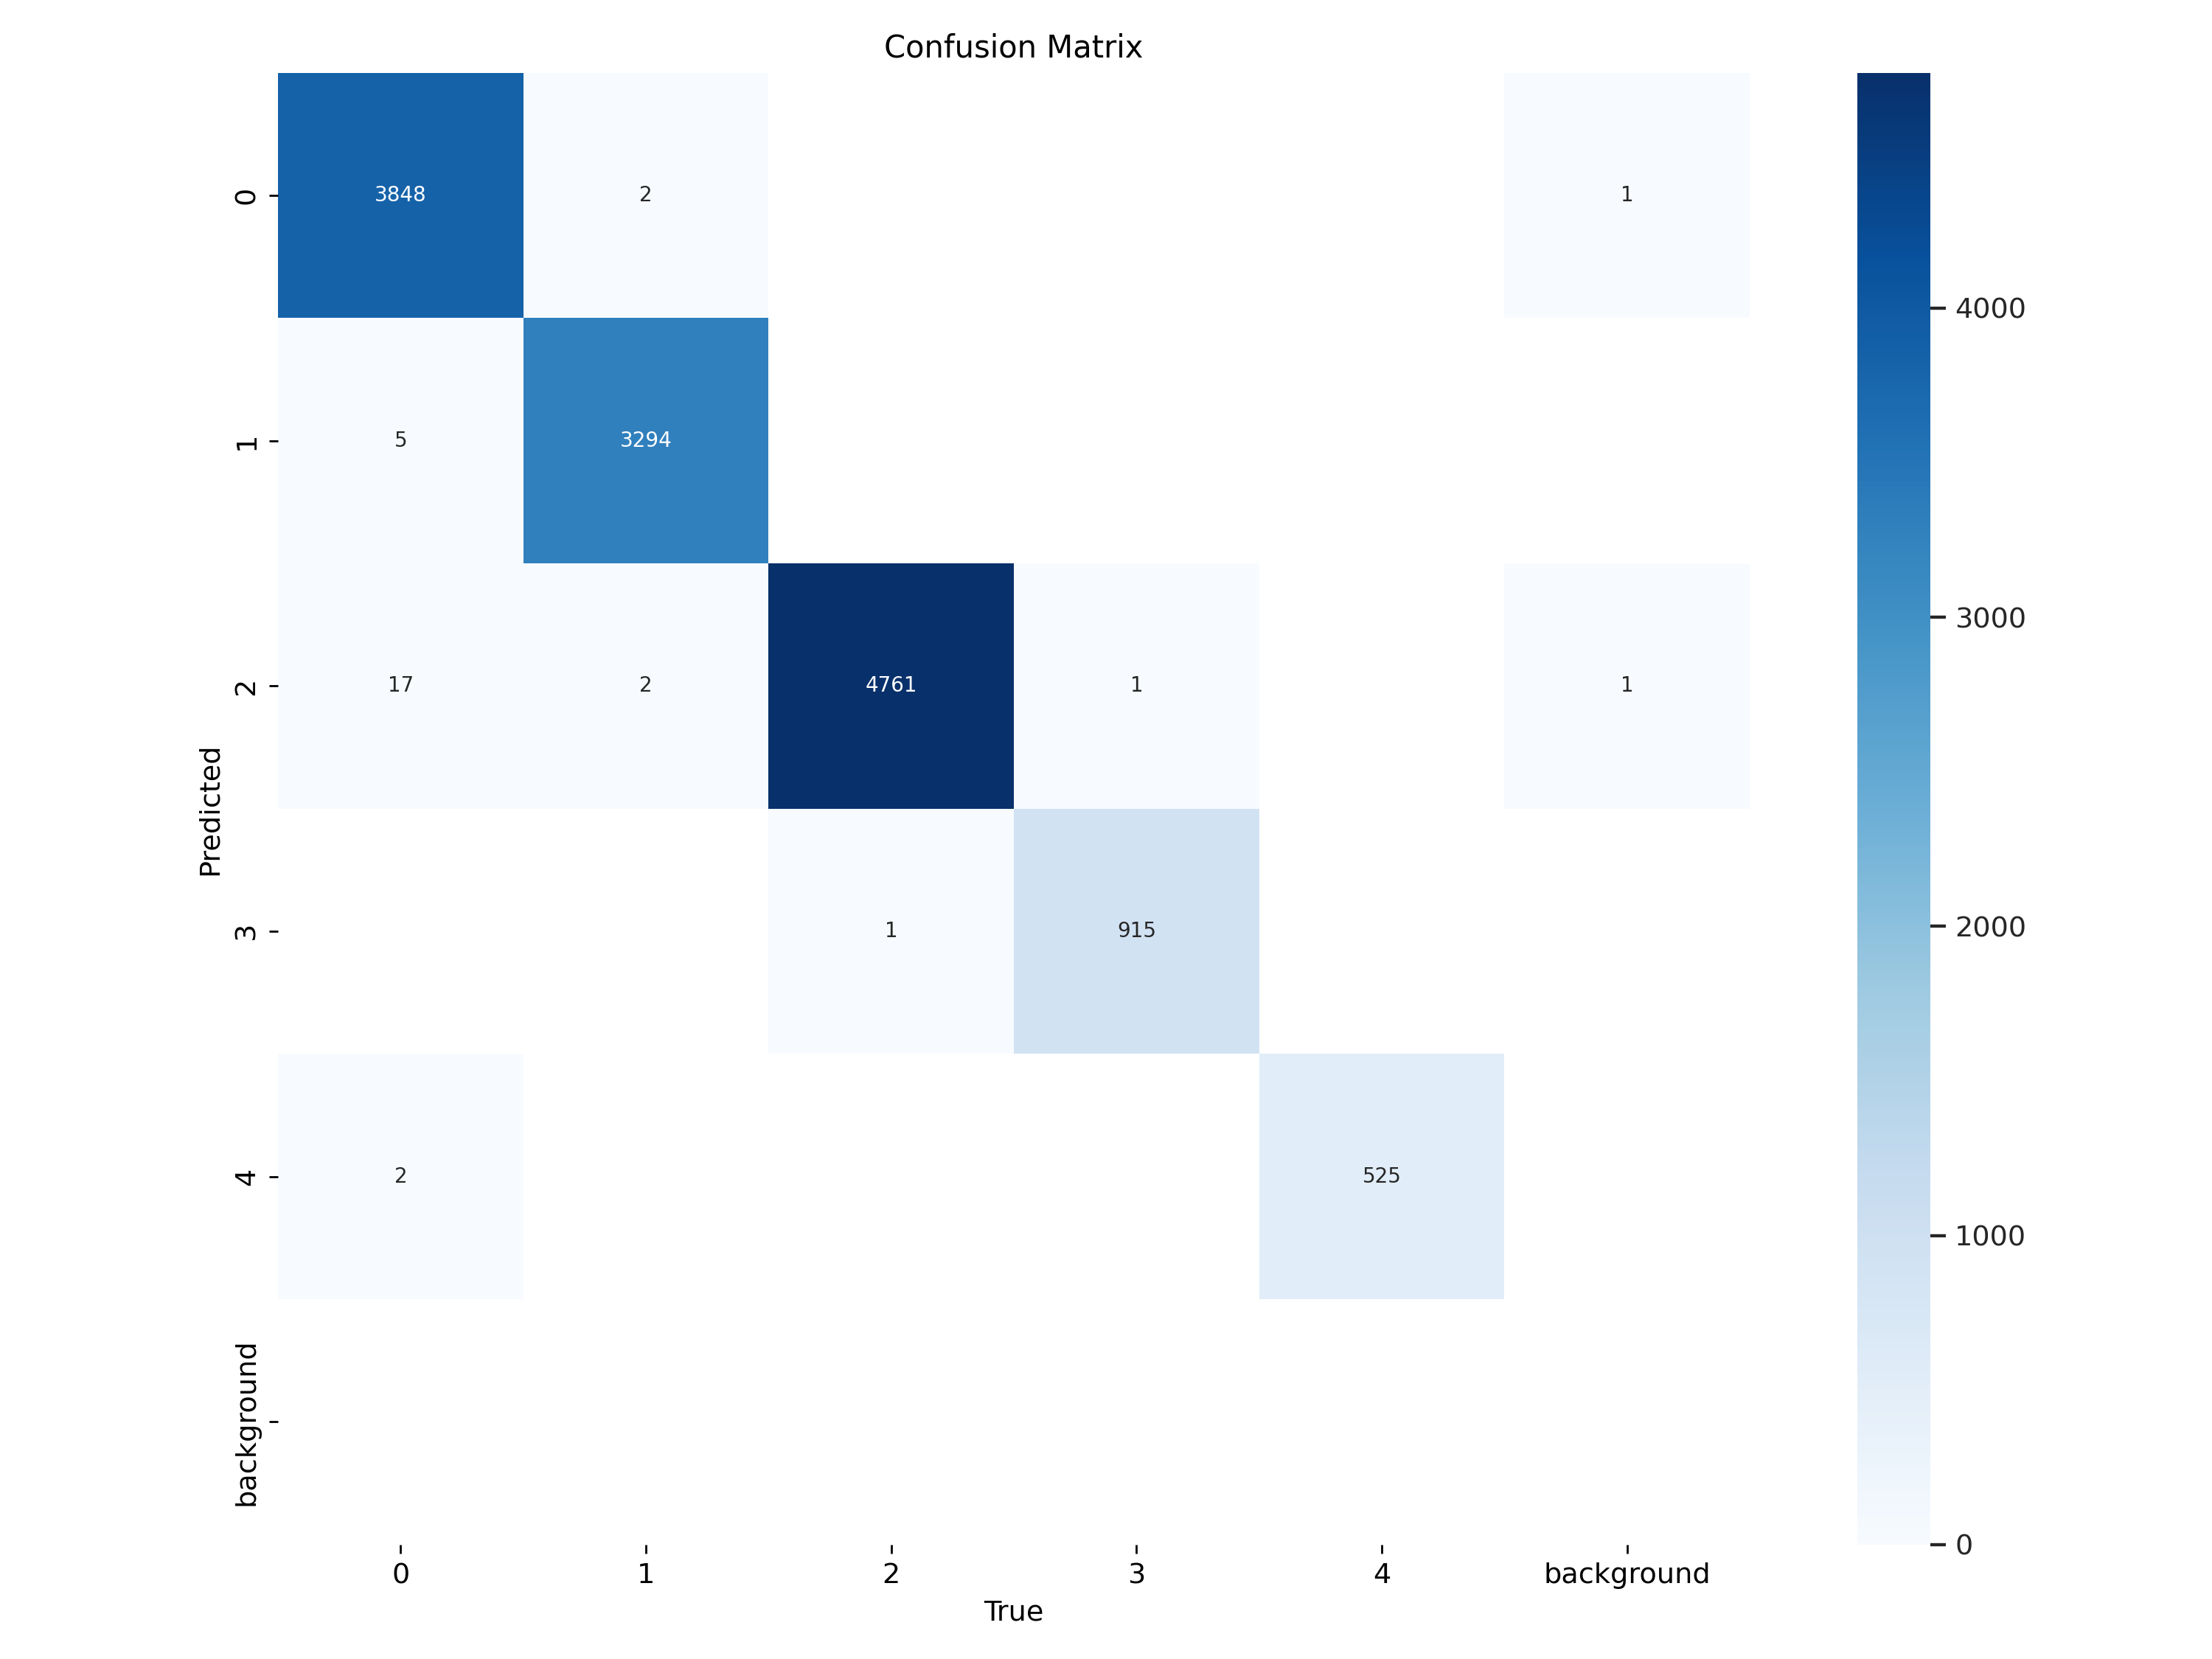 Confusion Matrix
0 3848 2 1
1 5 3294
2 17 2 4761 1 1
3 1 915
4 2 525
background
0 1 2 3 4 background
True
Predicted
4000
3000
2000
1000
0